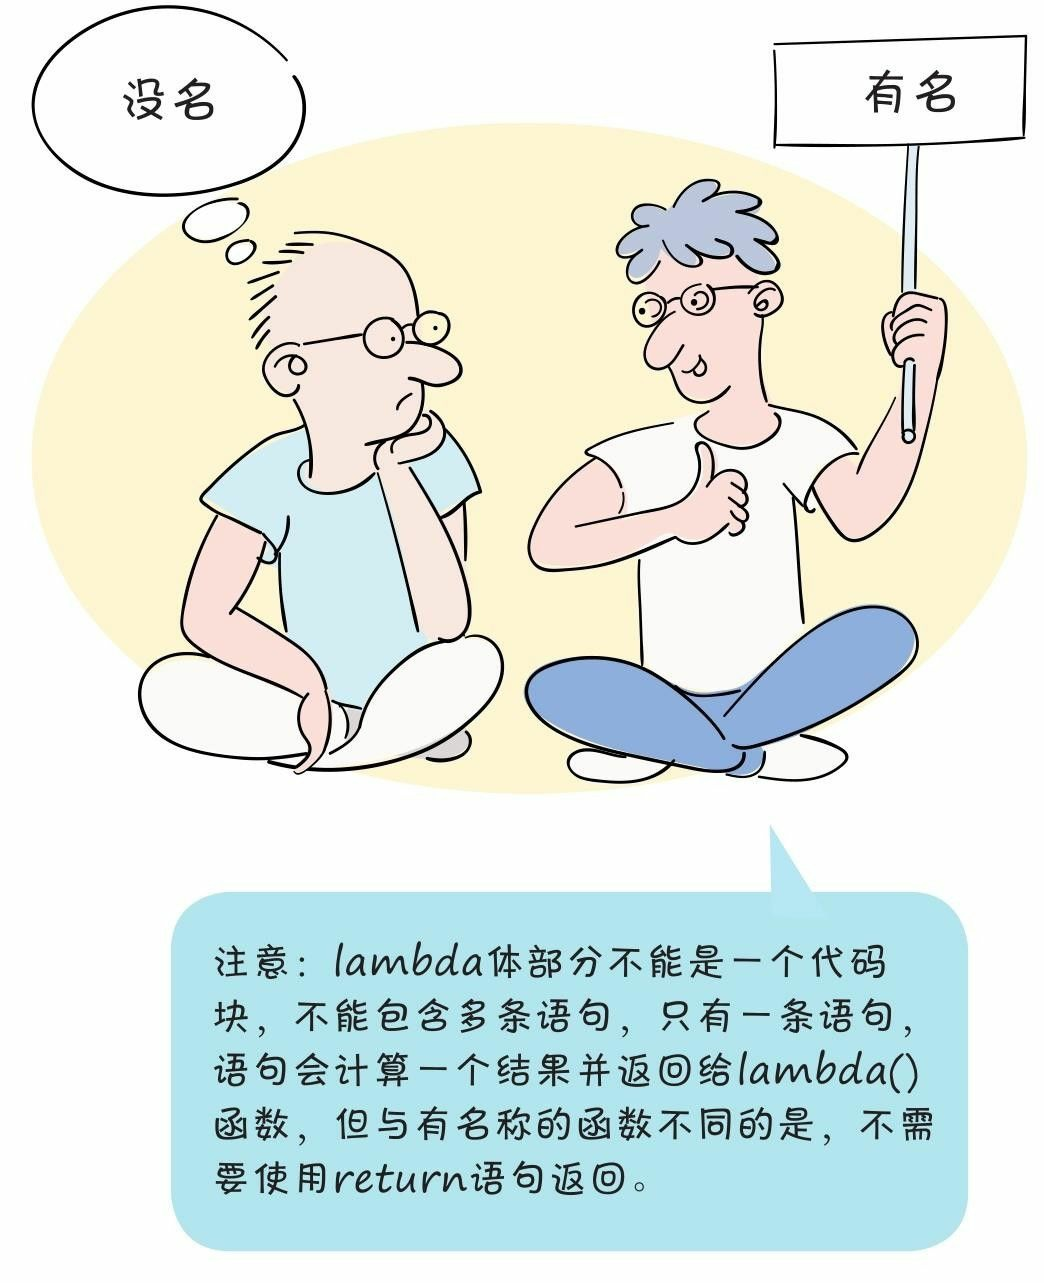 没名
有名
注意：lambda体部分不能是一个代码
块，不能包含多条语句，只有一条语句，
语句会计算一个结果并返回给lambda()
函数，但与有名称的函数不同的是，不需
要使用return语句返回。